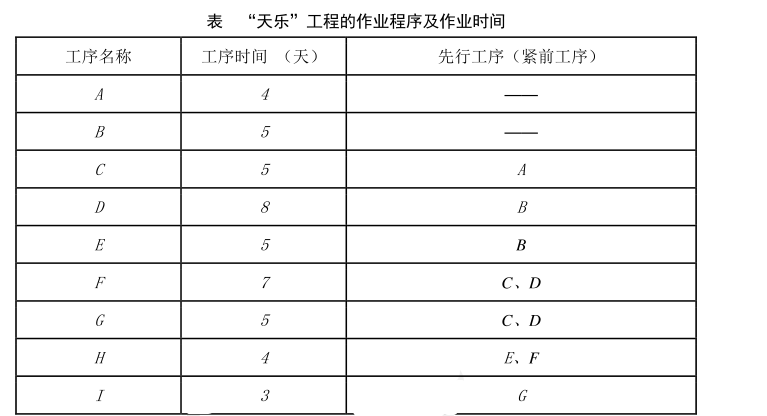 表 “天乐”工程的作业程序及作业时间
工序名称 工序时间 （天） 先行工序（紧前工序）
A 4 ——
B 5 ——
C 5 A
D 8 B
E 5 B
F 7 C、D
G 5 C、D
H 4 E、F
I 3 G